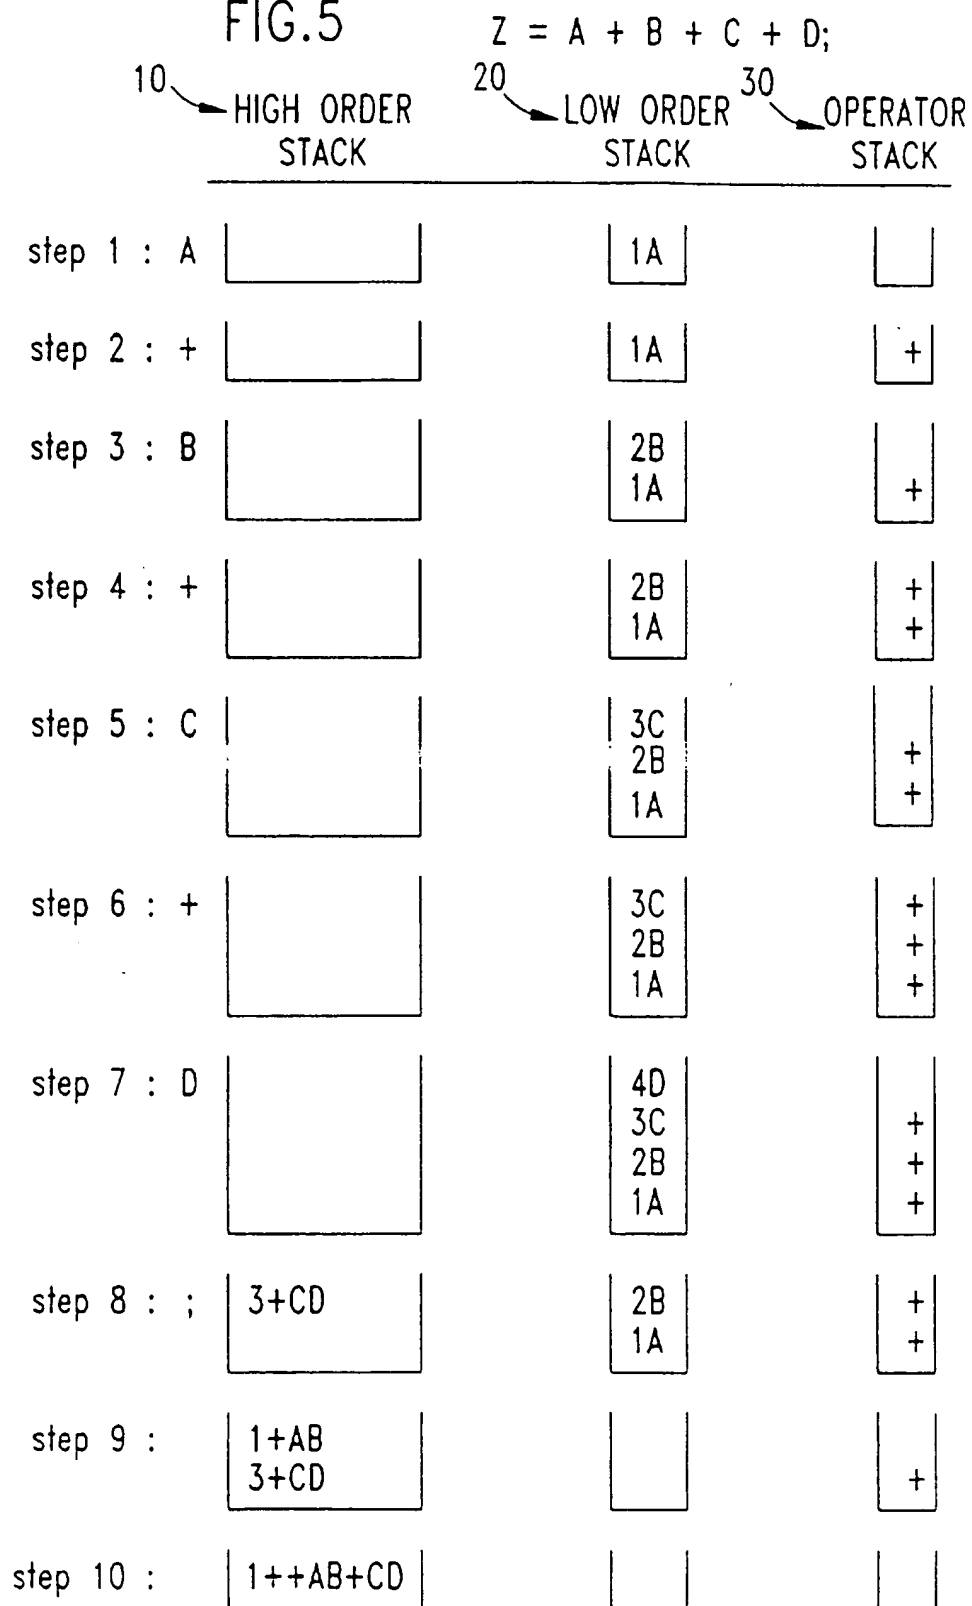 FIG.5 Z = A + B + C + D;
10 20 30
HIGH ORDER LOW ORDER OPERATOR
STACK STACK STACK
step 1 : A 1A
step 2 : + 1A +
step 3 : B 2B
1A +
step 4 : + 2B +
1A +
step 5 : C 3C
2B +
1A +
step 6 : + 3C +
2B +
1A +
step 7 : D 4D
3C +
2B +
1A +
step 8 : ; 3+CD 2B +
1A +
step 9 : 1+AB
3+CD +
step 10 : 1++AB+CD